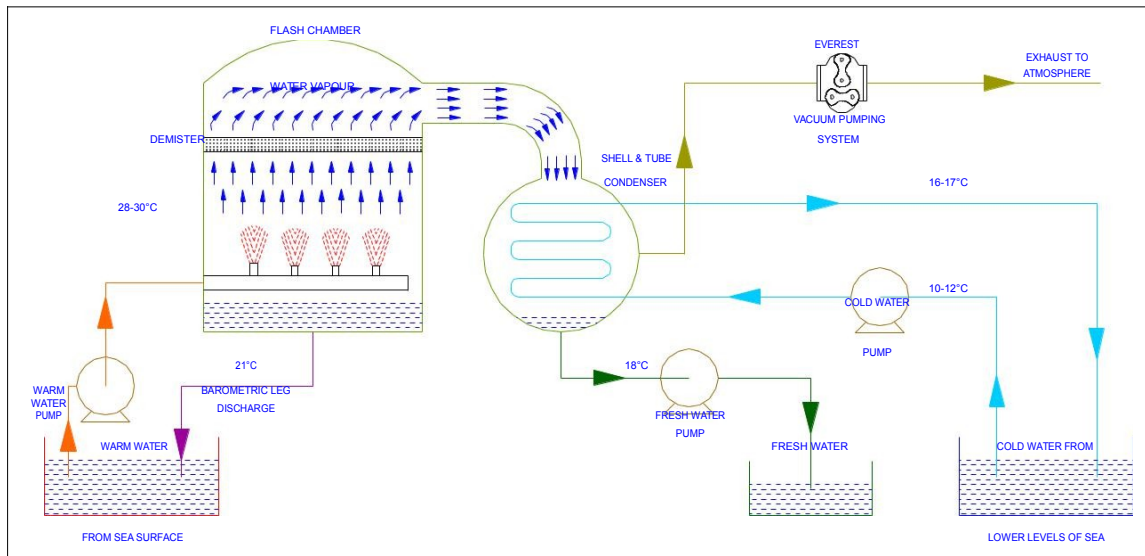 FLASH CHAMBER
WATER VAPOUR
DEMISTER
28-30°C
EVEREST
VACUUM PUMPING
SYSTEM
EXHAUST TO
ATMOSPHERE
SHELL & TUBE
CONDENSER
16-17°C
10-12°C
COLD WATER
PUMP
WARM
WATER
PUMP
21°C
BAROMETRIC LEG
DISCHARGE
18°C
FRESH WATER
PUMP
WARM WATER
FROM SEA SURFACE
FRESH WATER
COLD WATER FROM
LOWER LEVELS OF SEA